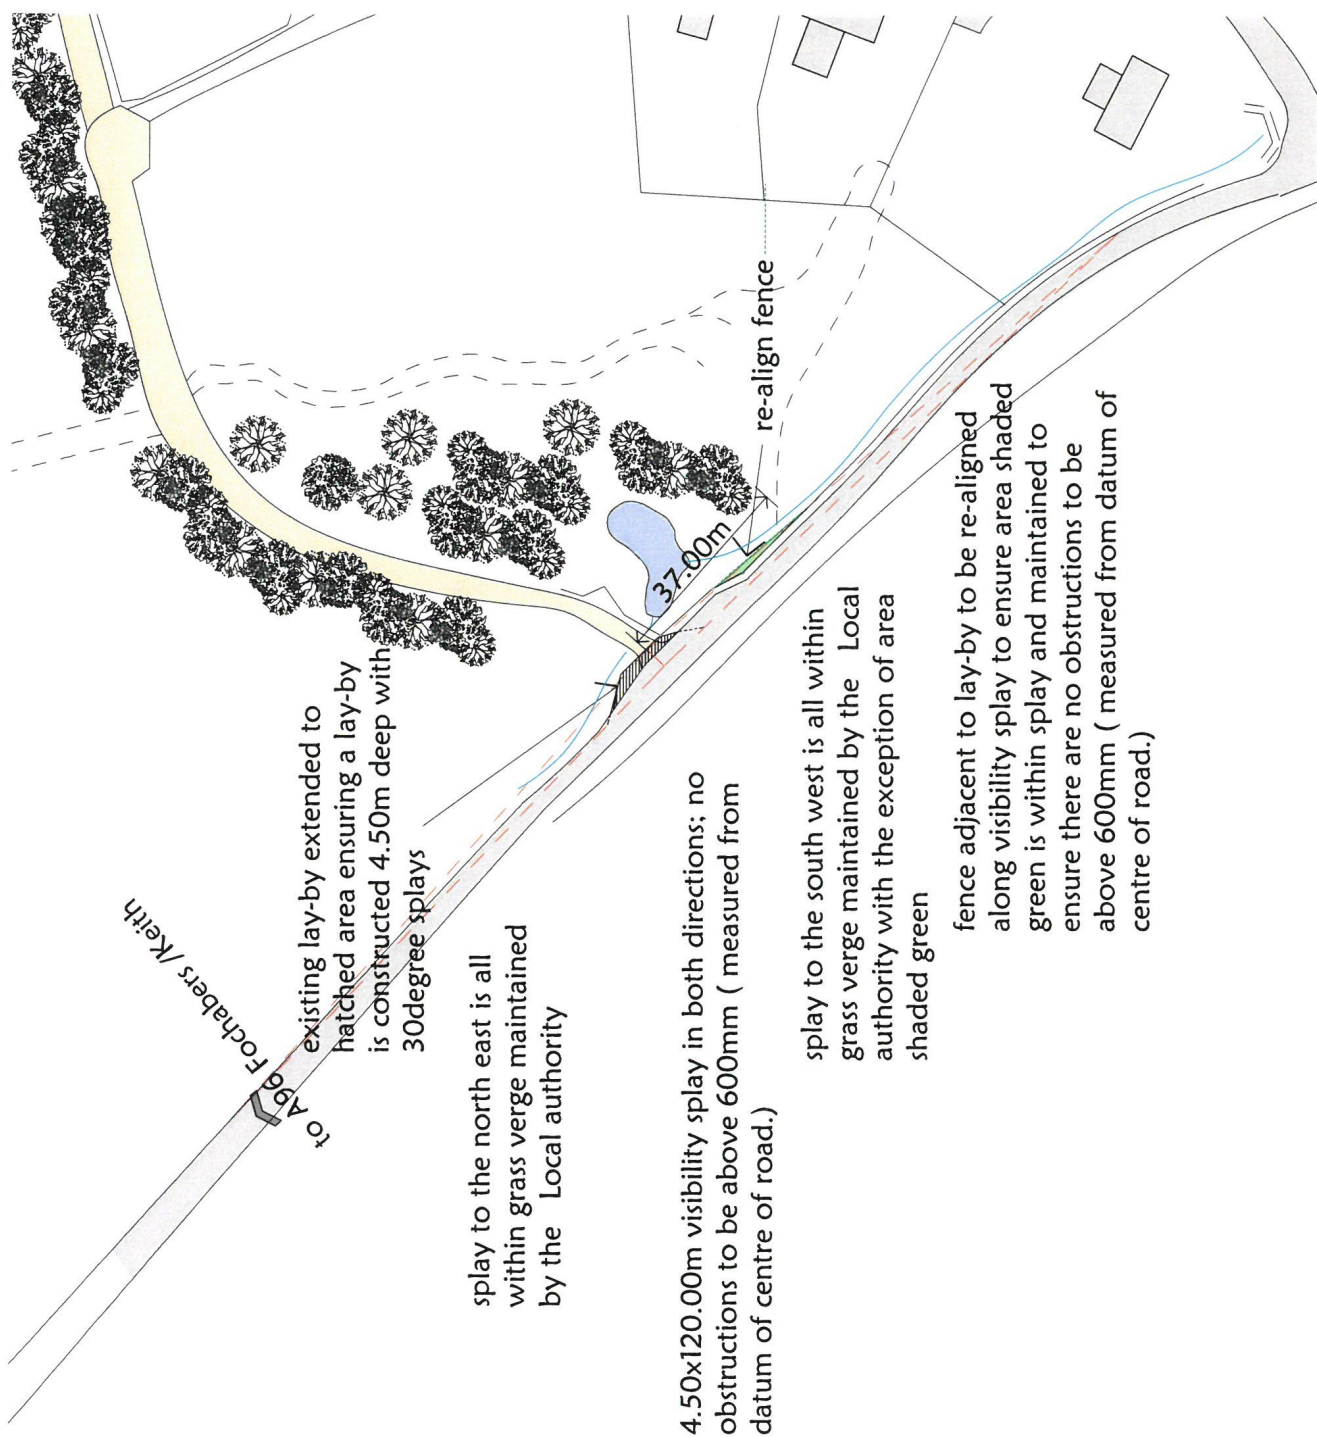 to A96 Fochabers /Keith
existing lay-by extended to
hatched area ensuring a lay-by
is constructed 4.50m deep with
30degree splays
splay to the north east is all
within grass verge maintained
by the Local authority
4.50x120.00m visibility splay in both directions; no
obstructions to be above 600mm ( measured from
datum of centre of road.)
37.00m
re-align fence
splay to the south west is all within
grass verge maintained by the Local
authority with the exception of area
shaded green
fence adjacent to lay-by to be re-aligned
along visibility splay to ensure area shaded
green is within splay and maintained to
ensure there are no obstructions to be
above 600mm ( measured from datum of
centre of road.)